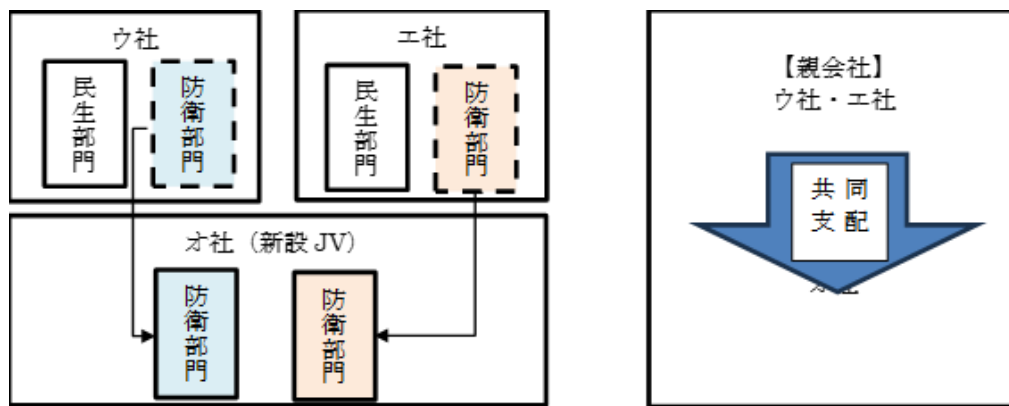 ウ社
民生部門
防衛部門
エ社
民生部門
防衛部門
オ社（新設 JV）
防衛部門
防衛部門
【親会社】
ウ社・エ社
共同
支配